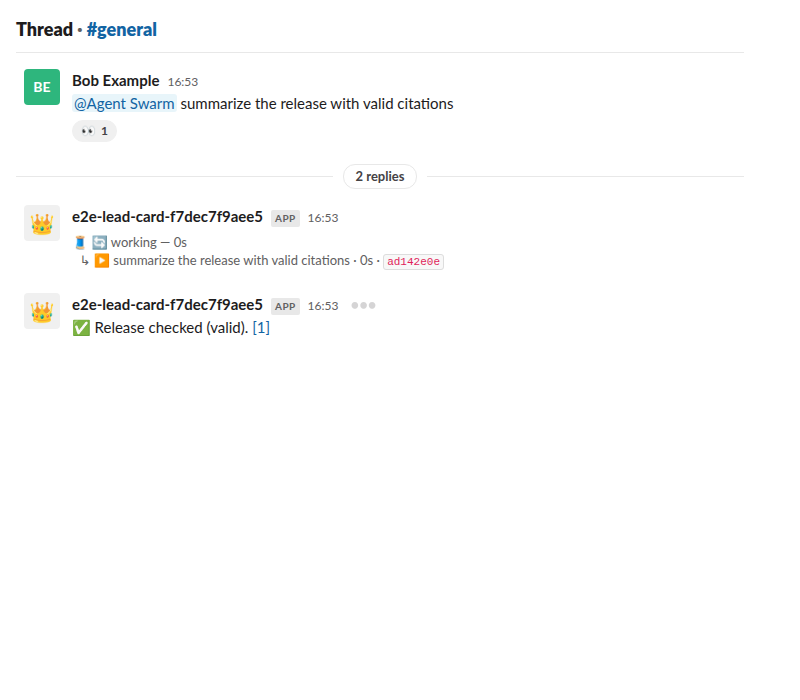 Thread • #general
BE
Bob Example 16:53
@Agent Swarm summarize the release with valid citations
👀 1
2 replies
e2e-lead-card-f7dec7f9aee5 APP 16:53
🧵 🔄 working — 0s
↳ ▶️ summarize the release with valid citations · 0s · ad142e0e
e2e-lead-card-f7dec7f9aee5 APP 16:53
✅ Release checked (valid). [1]